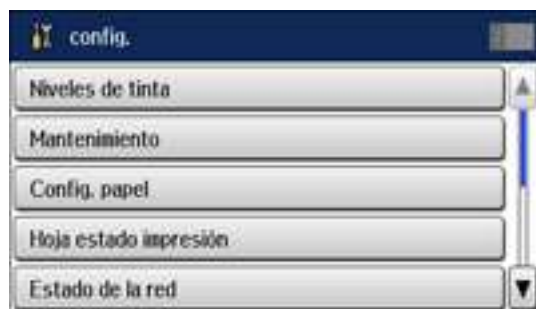 config.
Niveles de tinta
Mantenimiento
Config. papel
Hoja estado impresión
Estado de la red